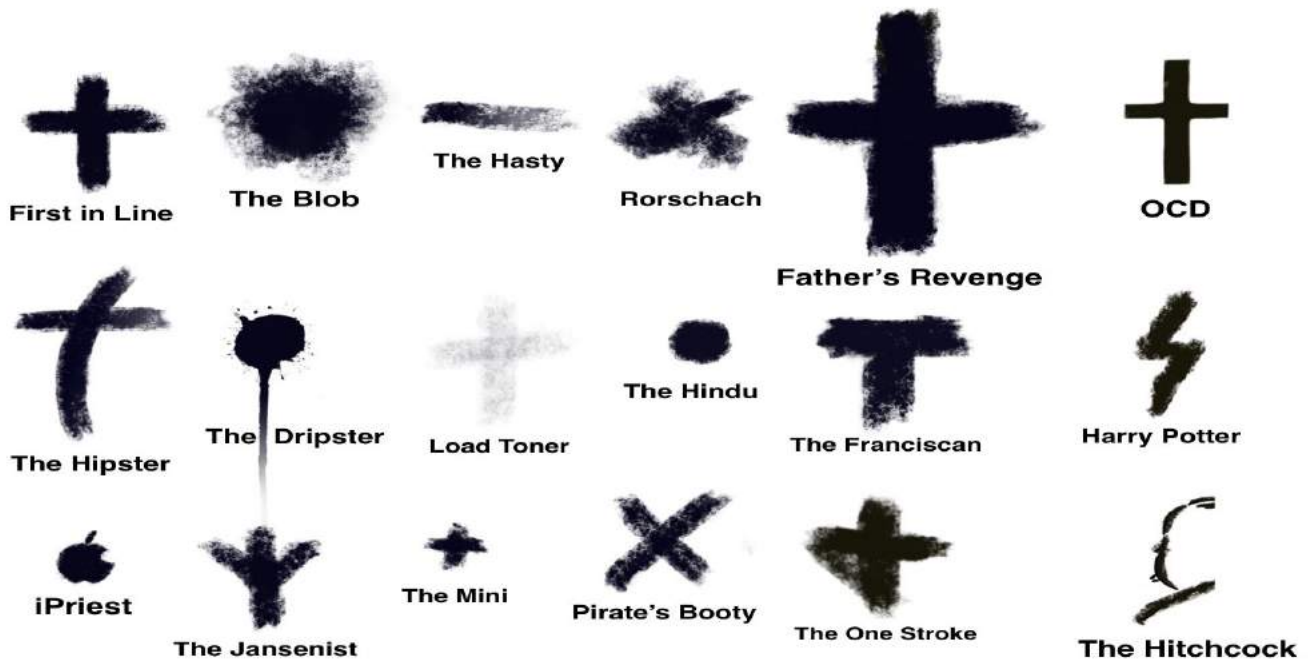 First in Line
The Blob
The Hasty
Rorschach
Father's Revenge
OCD
The Hipster
The Dripster
Load Toner
The Hindu
The Franciscan
Harry Potter
iPriest
The Jansenist
The Mini
Pirate's Booty
The One Stroke
The Hitchcock